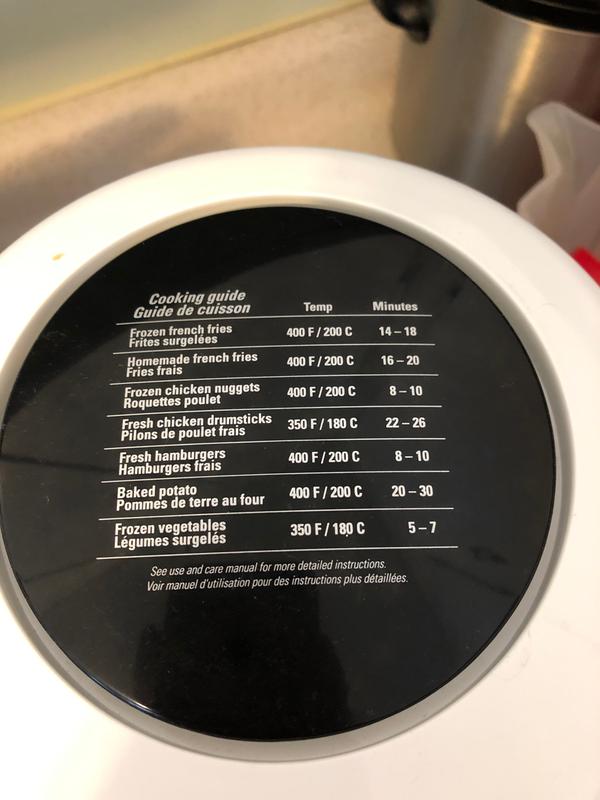 Cooking guide
Guide de cuisson Temp Minutes
Frozen french fries
Frites surgelées 400 F / 200 C 14 – 18
Homemade french fries
Fries frais 400 F / 200 C 16 – 20
Frozen chicken nuggets
Roquettes poulet 400 F / 200 C 8 – 10
Fresh chicken drumsticks
Pilons de poulet frais 350 F / 180 C 22 – 26
Fresh hamburgers
Hamburgers frais 400 F / 200 C 8 – 10
Baked potato
Pommes de terre au four 400 F / 200 C 20 – 30
Frozen vegetables
Légumes surgelés 350 F / 180 C 5 – 7
See use and care manual for more detailed instructions.
Voir manuel d'utilisation pour des instructions plus détaillées.